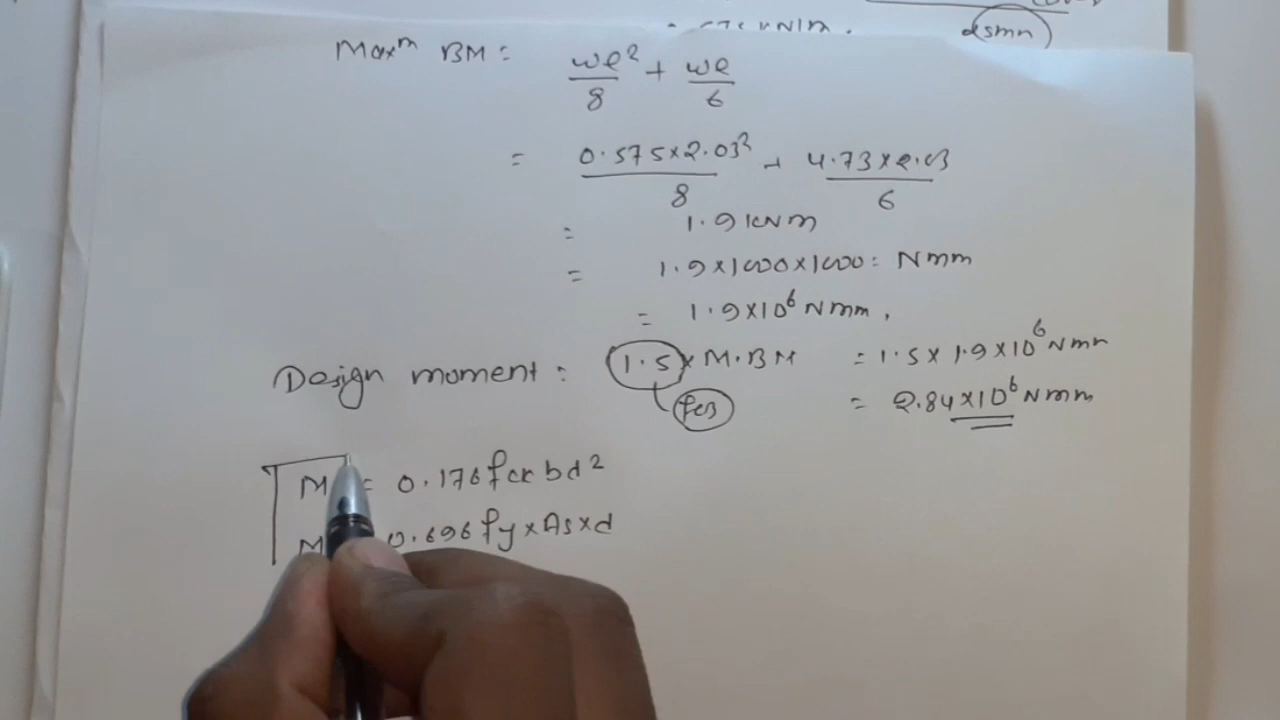 dsmn
Maxᵐ BM = wl²/8 + wl/6
= 0.575×2.03²/8 + 4.73×2.03/6
= 1.9 kNm
= 1.9×1000×1000 = Nmm
= 1.9×10⁶ Nmm,
Design moment = 1.5 × M.BM = 1.5 × 1.9×10⁶ Nmm
= 2.84×10⁶ Nmm
M = 0.176 fck bd²
M 0.696 fy × As × d